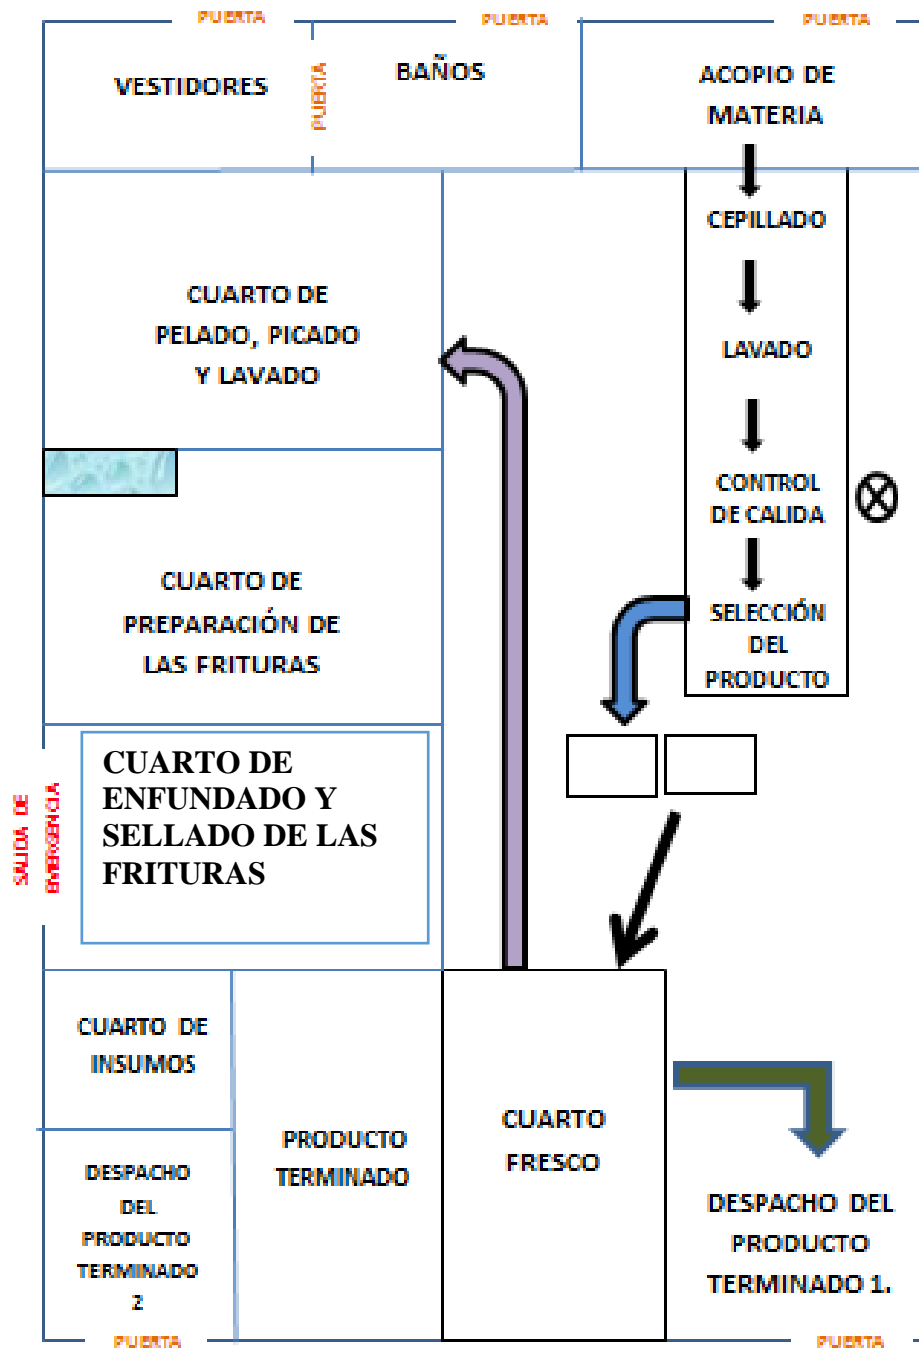 PUERTA
PUERTA
PUERTA
VESTIDORES
PUERTA
BAÑOS
ACOPIO DE
MATERIA
CEPILLADO
LAVADO
CONTROL
DE CALIDA
SELECCIÓN
DEL
PRODUCTO
CUARTO DE
PELADO, PICADO
Y LAVADO
CUARTO DE
PREPARACIÓN DE
LAS FRITURAS
SALIDA DE
EMERGENCIA
CUARTO DE
ENFUNDADO Y
SELLADO DE LAS
FRITURAS
CUARTO DE
INSUMOS
DESPACHO
DEL
PRODUCTO
TERMINADO
2
PRODUCTO
TERMINADO
CUARTO
FRESCO
DESPACHO DEL
PRODUCTO
TERMINADO 1.
PUERTA
PUERTA